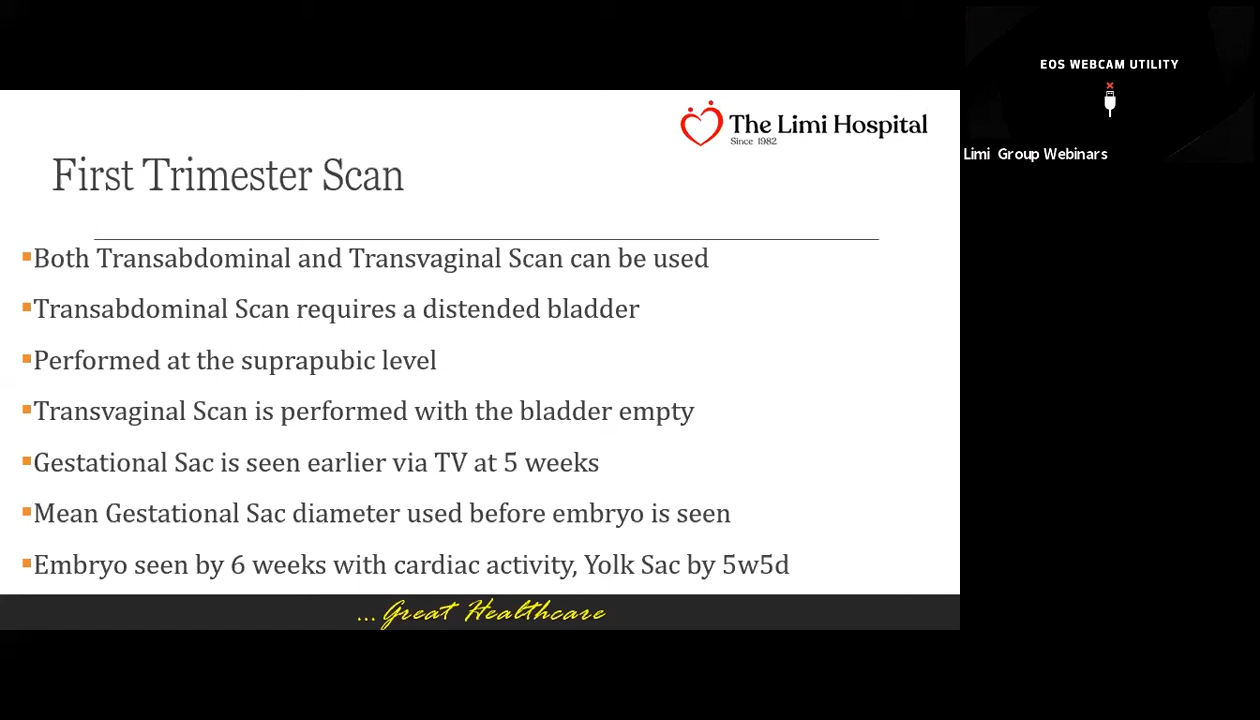 The Limi Hospital
Since 1982
First Trimester Scan
Both Transabdominal and Transvaginal Scan can be used
Transabdominal Scan requires a distended bladder
Performed at the suprapubic level
Transvaginal Scan is performed with the bladder empty
Gestational Sac is seen earlier via TV at 5 weeks
Mean Gestational Sac diameter used before embryo is seen
Embryo seen by 6 weeks with cardiac activity, Yolk Sac by 5w5d
... Great Healthcare
EOS WEBCAM UTILITY
Limi Group Webinars